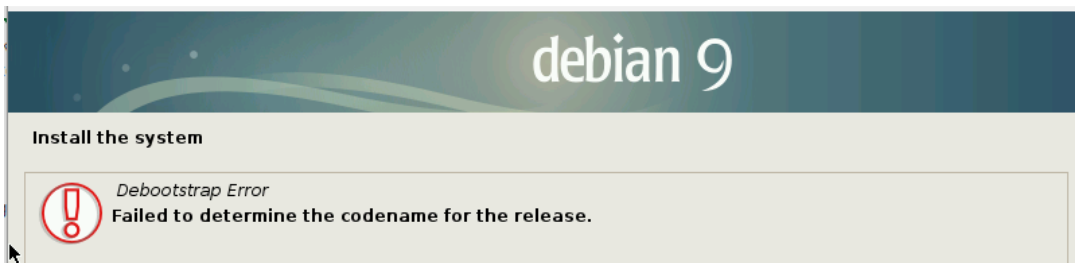 debian 9
Install the system
Debootstrap Error
Failed to determine the codename for the release.